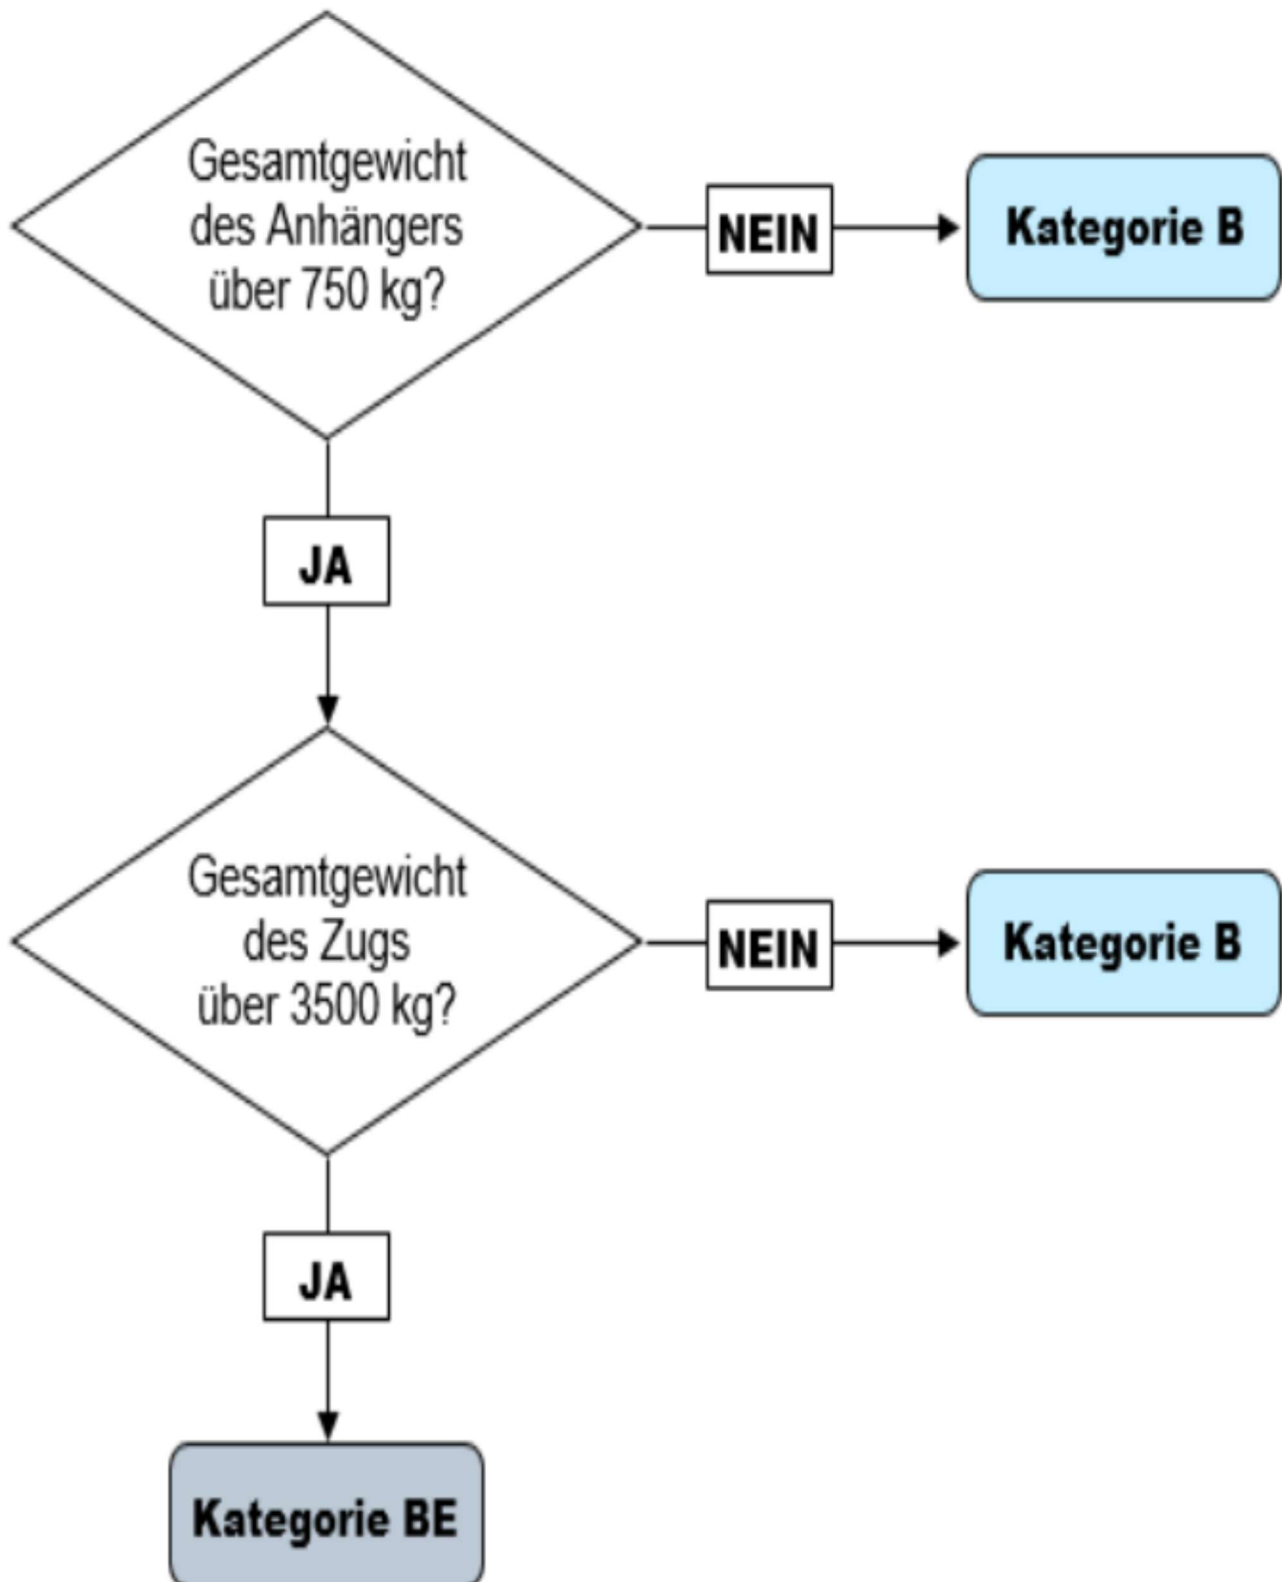 Gesamtgewicht
des Anhängers
über 750 kg?
NEIN
Kategorie B
JA
Gesamtgewicht
des Zugs
über 3500 kg?
NEIN
Kategorie B
JA
Kategorie BE